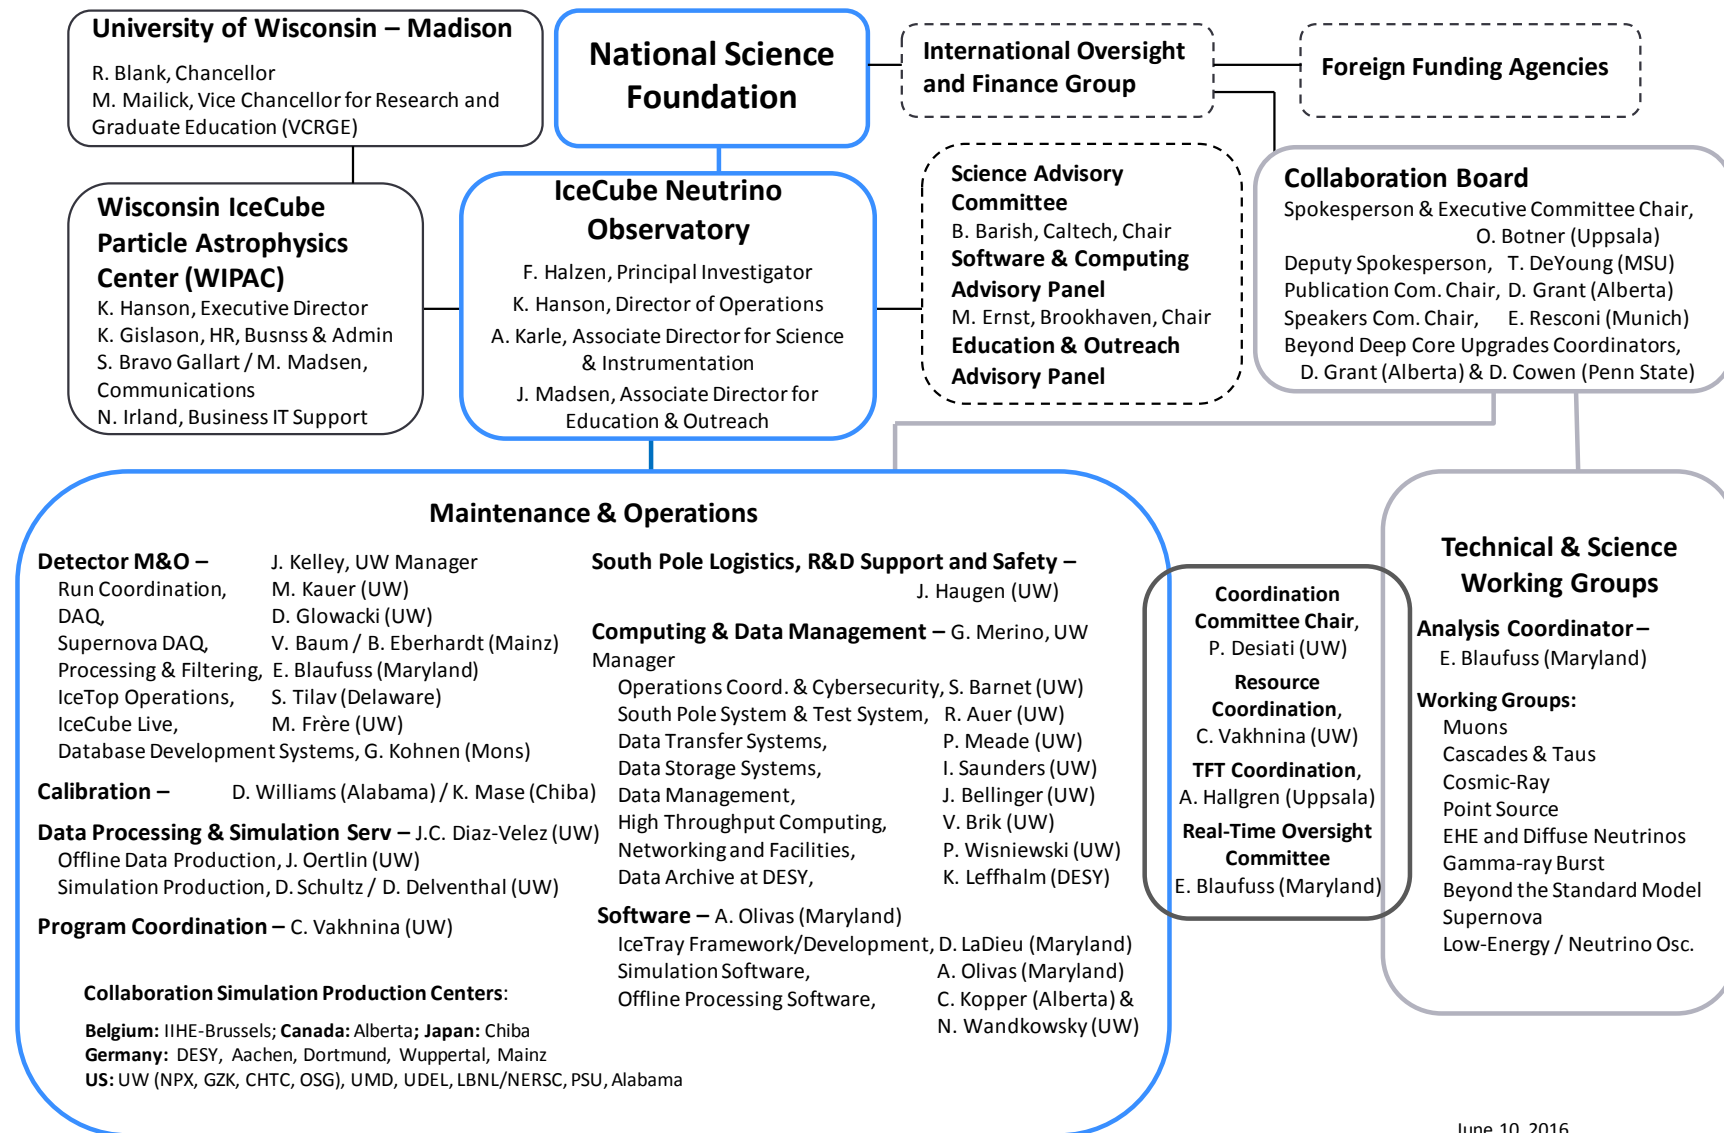 University of Wisconsin – Madison
R. Blank, Chancellor
M. Mailick, Vice Chancellor for Research and
Graduate Education (VCRGE)
National Science
Foundation
International Oversight
and Finance Group
Foreign Funding Agencies
Wisconsin IceCube
Particle Astrophysics
Center (WIPAC)
K. Hanson, Executive Director
K. Gislason, HR, Busnss & Admin
S. Bravo Gallart / M. Madsen,
Communications
N. Irland, Business IT Support
IceCube Neutrino
Observatory
F. Halzen, Principal Investigator
K. Hanson, Director of Operations
A. Karle, Associate Director for Science
& Instrumentation
J. Madsen, Associate Director for
Education & Outreach
Science Advisory
Committee
B. Barish, Caltech, Chair
Software & Computing
Advisory Panel
M. Ernst, Brookhaven, Chair
Education & Outreach
Advisory Panel
Collaboration Board
Spokesperson & Executive Committee Chair,
O. Botner (Uppsala)
Deputy Spokesperson, T. DeYoung (MSU)
Publication Com. Chair, D. Grant (Alberta)
Speakers Com. Chair, E. Resconi (Munich)
Beyond Deep Core Upgrades Coordinators,
D. Grant (Alberta) & D. Cowen (Penn State)
Maintenance & Operations
Detector M&O – J. Kelley, UW Manager
Run Coordination, M. Kauer (UW)
DAQ, D. Glowacki (UW)
Supernova DAQ, V. Baum / B. Eberhardt (Mainz)
Processing & Filtering, E. Blaufuss (Maryland)
IceTop Operations, S. Tilav (Delaware)
IceCube Live, M. Frère (UW)
Database Development Systems, G. Kohnen (Mons)
Calibration – D. Williams (Alabama) / K. Mase (Chiba)
Data Processing & Simulation Serv – J.C. Diaz-Velez (UW)
Offline Data Production, J. Oertlin (UW)
Simulation Production, D. Schultz / D. Delventhal (UW)
Program Coordination – C. Vakhnina (UW)
Collaboration Simulation Production Centers:
Belgium: IIHE-Brussels; Canada: Alberta; Japan: Chiba
Germany: DESY, Aachen, Dortmund, Wuppertal, Mainz
US: UW (NPX, GZK, CHTC, OSG), UMD, UDEL, LBNL/NERSC, PSU, Alabama
South Pole Logistics, R&D Support and Safety –
J. Haugen (UW)
Computing & Data Management – G. Merino, UW
Manager
Operations Coord. & Cybersecurity, S. Barnet (UW)
South Pole System & Test System, R. Auer (UW)
Data Transfer Systems, P. Meade (UW)
Data Storage Systems, I. Saunders (UW)
Data Management, J. Bellinger (UW)
High Throughput Computing, V. Brik (UW)
Networking and Facilities, P. Wisniewski (UW)
Data Archive at DESY, K. Leffhalm (DESY)
Software – A. Olivas (Maryland)
IceTray Framework/Development, D. LaDieu (Maryland)
Simulation Software, A. Olivas (Maryland)
Offline Processing Software, C. Kopper (Alberta) &
N. Wandkowsky (UW)
Coordination
Committee Chair,
P. Desiati (UW)
Resource
Coordination,
C. Vakhnina (UW)
TFT Coordination,
A. Hallgren (Uppsala)
Real-Time Oversight
Committee
E. Blaufuss (Maryland)
Technical & Science
Working Groups
Analysis Coordinator –
E. Blaufuss (Maryland)
Working Groups:
Muons
Cascades & Taus
Cosmic-Ray
Point Source
EHE and Diffuse Neutrinos
Gamma-ray Burst
Beyond the Standard Model
Supernova
Low-Energy / Neutrino Osc.
June 10, 2016